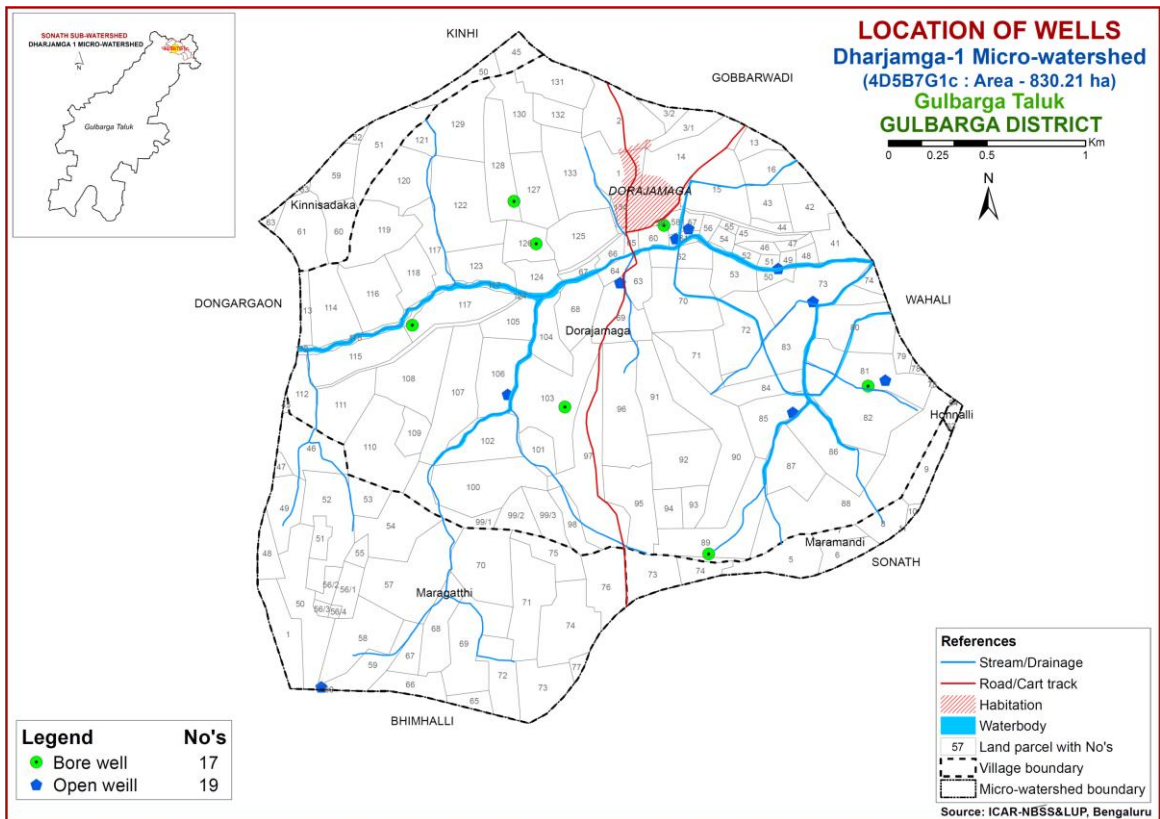 SONATH SUB-WATERSHED
DHARJAMGA 1 MICRO-WATERSHED
N
Gulbarga Taluk
LOCATION OF WELLS
Dharjamga-1 Micro-watershed
(4D5B7G1c : Area - 830.21 ha)
Gulbarga Taluk
GULBARGA DISTRICT
0 0.25 0.5 1 Km
N
KINHI
GOBBARWADI
WAHALI
SONATH
BHIMHALLI
DONGARGAON
Kinnisadaka
DORAJAMAGA
Dorajamaga
Honnalli
Maramandi
Maragatthi
45
50 131
129 130 132 2 3/2
3/1
52 51 121 13
128 133 1 14 16
59 120 127 15
122 43 42
63 61 60 119 126 125 56 55 44
60 54 45 47 41
117 66 46
118 123 124 67 64 63 53 52 51 49 48
50
13 114 116 117 68 70 73 74
115 105 104 69 72 83 80
71 79
108 81
112 111 107 106 103 84
109 96 91 85 82
110 102 101 97 92 90 87 86
46
47 100 9
49 52 53 95 94 93 88
54 99/1 99/2 99/3 98
51 89
48 55 75
56/2 56/1 57 70 76 73 74 5 6
50 56/3 56/4 71
1 58 68 69 74
59 67
66 72 73 77
65
Legend No's
Bore well 17
Open weill 19
References
Stream/Drainage
Road/Cart track
Habitation
Waterbody
57 Land parcel with No's
Village boundary
Micro-watershed boundary
Source: ICAR-NBSS&LUP, Bengaluru